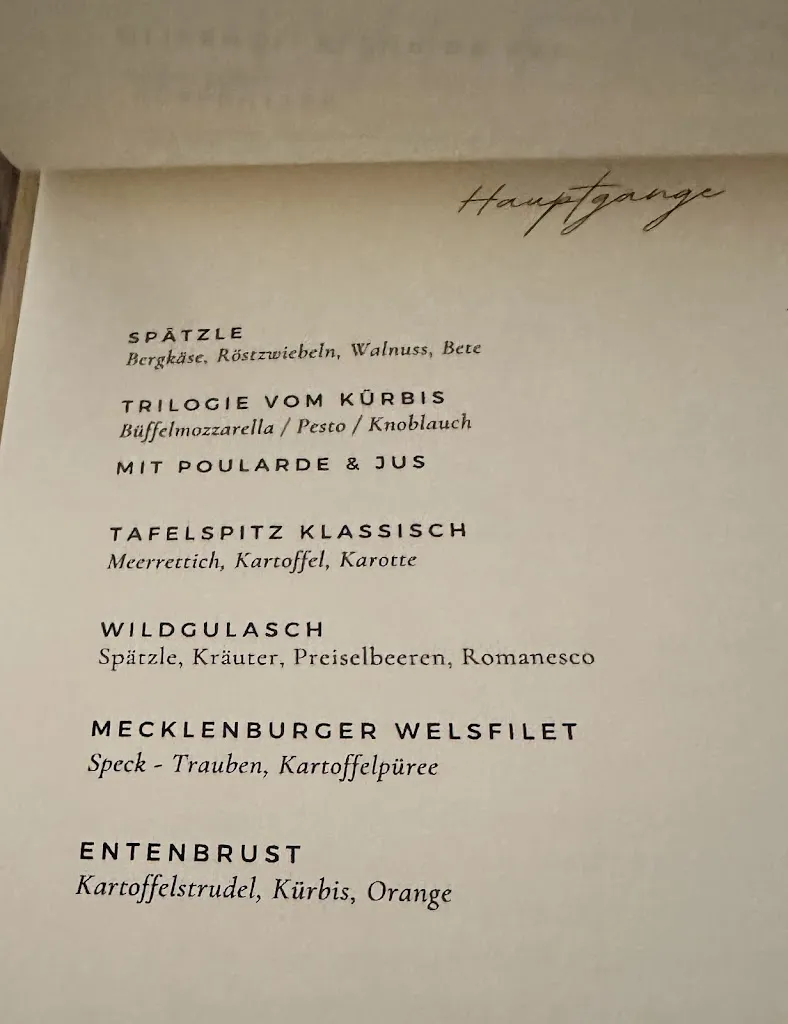 Hauptgange
SPÄTZLE
Bergkäse, Röstzwiebeln, Walnuss, Bete
TRILOGIE VOM KÜRBIS
Büffelmozzarella / Pesto / Knoblauch
MIT POULARDE & JUS
TAFELSPITZ KLASSISCH
Meerrettich, Kartoffel, Karotte
WILDGULASCH
Spätzle, Kräuter, Preiselbeeren, Romanesco
MECKLENBURGER WELSFILET
Speck - Trauben, Kartoffelpüree
ENTENBRUST
Kartoffelstrudel, Kürbis, Orange